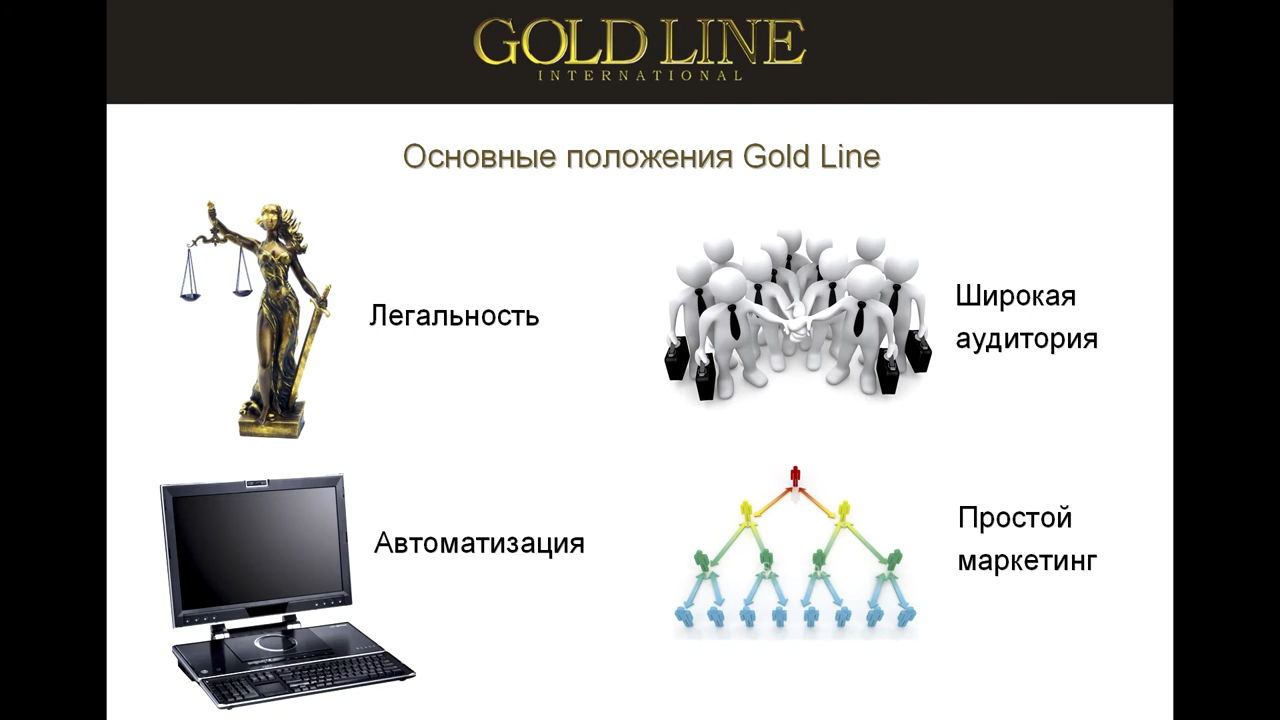 GOLD LINE
INTERNATIONAL
Основные положения Gold Line
Легальность
Широкая
аудитория
Автоматизация
Простой
маркетинг